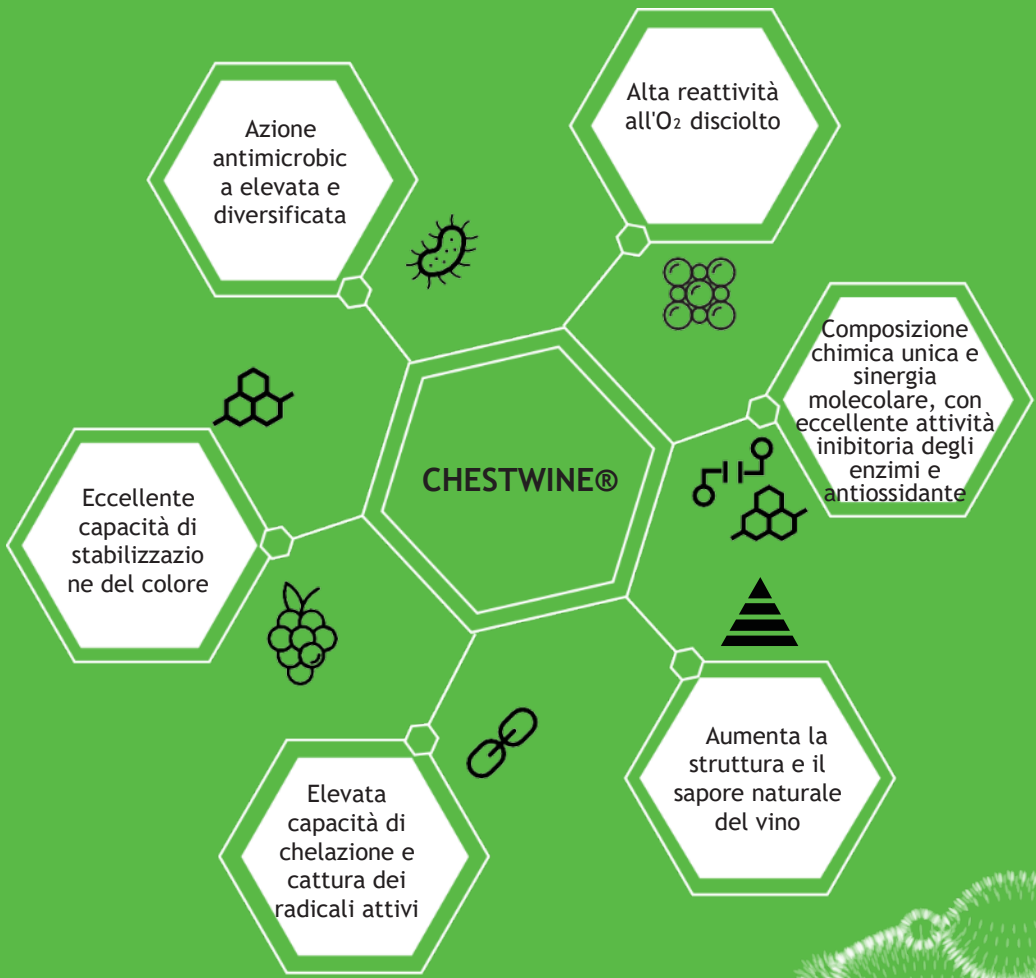 Alta reattività
all'O₂ disciolto
Azione
antimicrobic
a elevata e
diversificata
Composizione
chimica unica e
sinergia
molecolare, con
eccellente attività
inibitoria degli
enzimi e
antiossidante
CHESTWINE®
Eccellente
capacità di
stabilizzazio
ne del colore
Aumenta la
struttura e il
sapore naturale
del vino
Elevata
capacità di
chelazione e
cattura dei
radicali attivi